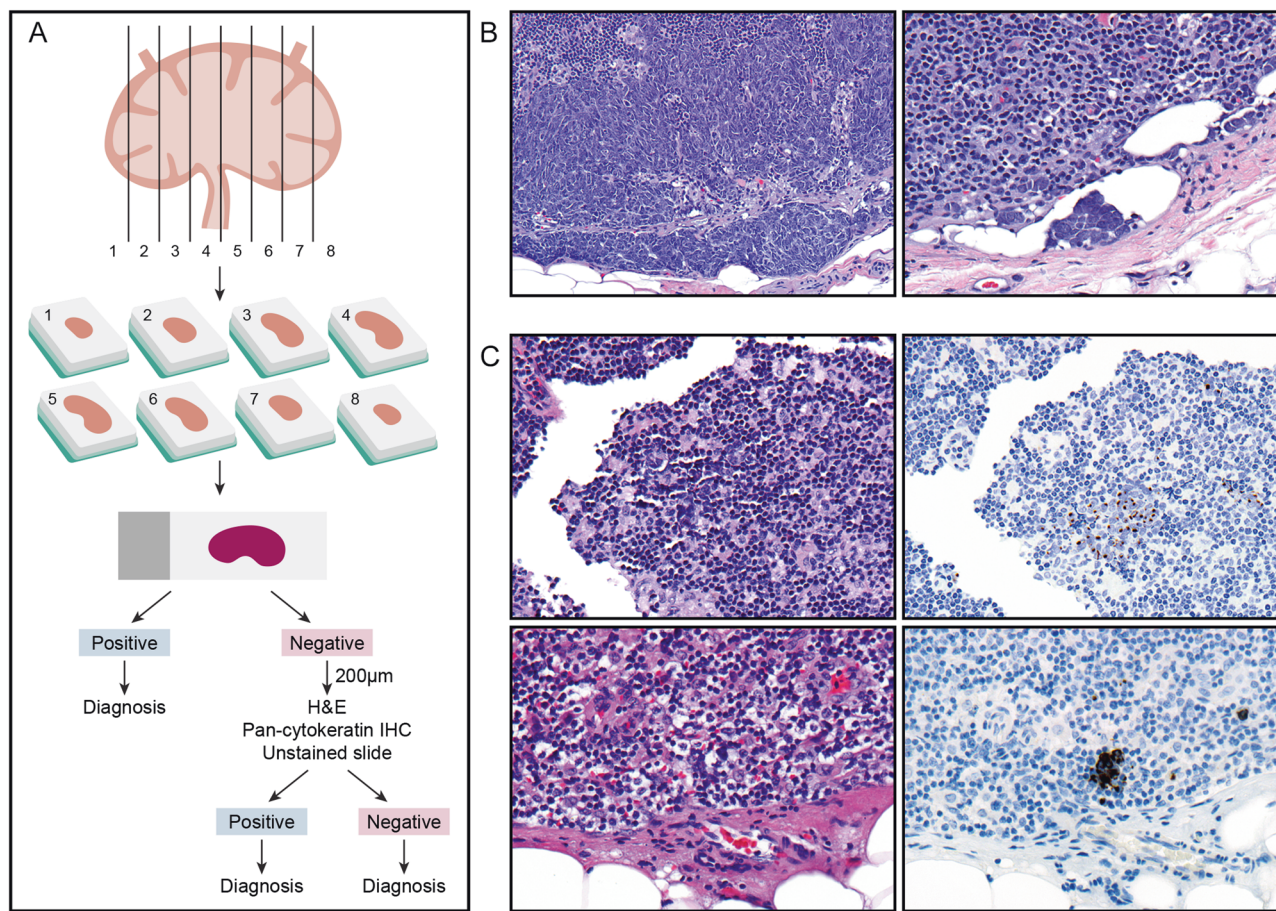 A
1 2 3 4 5 6 7 8
1 2 3 4
5 6 7 8
Positive Negative
200μm
Diagnosis H&E
Pan-cytokeratin IHC
Unstained slide
Positive Negative
Diagnosis Diagnosis
B
C